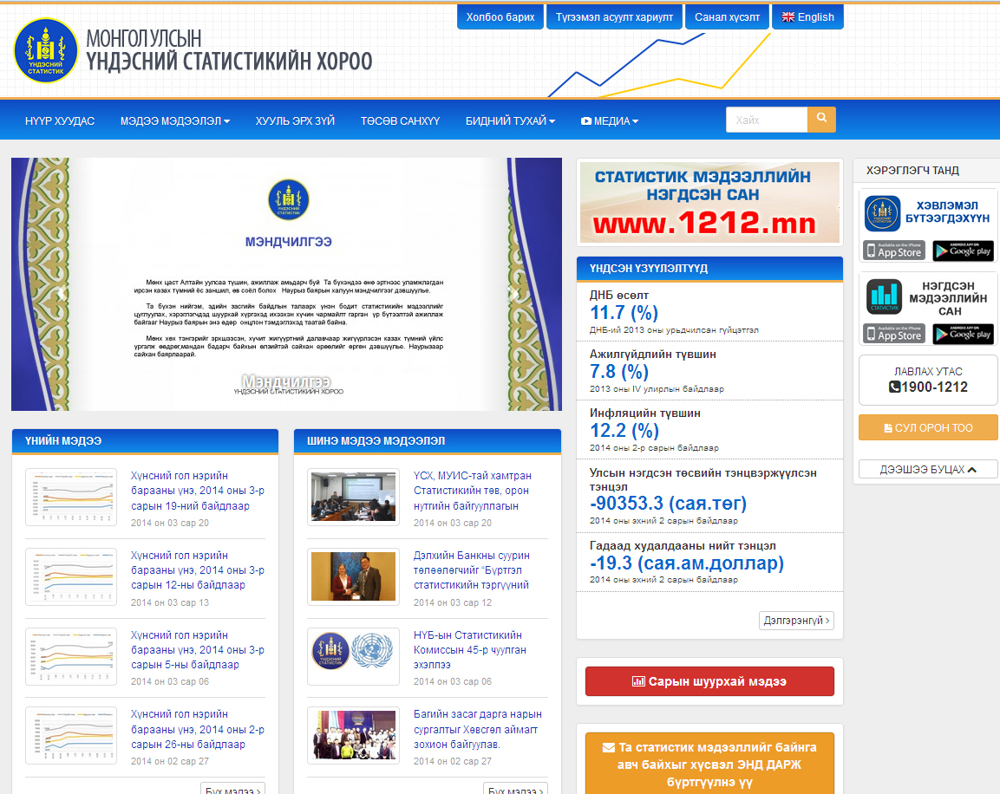 Холбоо барих
Түгээмэл асуулт хариулт
Санал хүсэлт
English
ҮНДЭСНИЙ
СТАТИСТИК
МОНГОЛ УЛСЫН
ҮНДЭСНИЙ СТАТИСТИКИЙН ХОРОО
НҮҮР ХУУДАС
МЭДЭЭ МЭДЭЭЛЭЛ
ХУУЛЬ ЭРХ ЗҮЙ
ТӨСӨВ САНХҮҮ
БИДНИЙ ТУХАЙ
МЕДИА
Хайх
ҮНДЭСНИЙ
СТАТИСТИК
МЭНДЧИЛГЭЭ
Мөнх цаст Алтайн уулсаа түшин, ажиллаж амьдарч буй Та бүхэндээ өнө эртнээс уламжлагдан
ирсэн казах түмний ёс заншил, өв соёл болох Наурыз баярын халуун мэндчилгээг дэвшүүлье.
Та бүхэн нийгэм, эдийн засгийн байдлын талаарх үнэн бодит статистикийн мэдээллийг
цуглуулах, хэрэглэгчдэд шуурхай хүргэхэд ихээхэн хүчин чармайлт гарган үр бүтээлтэй ажиллаж
байгааг Наурыз баярын энэ өдөр онцлон тэмдэглэхэд таатай байна.
Мөнх хөх тэнгэрийг эрхшээсэн, хүчит жигүүртний далавчаар жигүүрлэсэн казах түмний үйлс
үргэлж өөдрөг,мандан бадарч байхын өлзийтэй сайхан ерөөлийг өргөн дэвшүүлье. Наурызаар
сайхан баярлаарай.
Мэндчилгээ
ҮНДЭСНИЙ СТАТИСТИКИЙН ХОРОО
СТАТИСТИК МЭДЭЭЛЛИЙН
НЭГДСЭН САН
www.1212.mn
ҮНДСЭН ҮЗҮҮЛЭЛТҮҮД
ДНБ өсөлт
11.7 (%)
ДНБ-ий 2013 оны урьдчилсан гүйцэтгэл
Ажилгүйдлийн түвшин
7.8 (%)
2013 оны IV улирлын байдлаар
Инфляцийн түвшин
12.2 (%)
2014 оны 2-р сарын байдлаар
Улсын нэгдсэн төсвийн тэнцвэржүүлсэн
тэнцэл
-90353.3 (сая.төг)
2014 оны эхний 2 сарын байдлаар
Гадаад худалдааны нийт тэнцэл
-19.3 (сая.ам.доллар)
2014 оны эхний 2 сарын байдлаар
Дэлгэрэнгүй ›
Сарын шуурхай мэдээ
Та статистик мэдээллийг байнга
авч байхыг хүсвэл ЭНД ДАРЖ
бүртгүүлнэ үү
ХЭРЭГЛЭГЧ ТАНД
ХЭВЛЭМЭЛ
БҮТЭЭГДЭХҮҮН
Available on the iPhone
App Store
ANDROID APP ON
Google play
НЭГДСЭН
МЭДЭЭЛЛИЙН
САН
СТАТИСТИК
Available on the iPhone
App Store
ANDROID APP ON
Google play
ЛАВЛАХ УТАС
1900-1212
СУЛ ОРОН ТОО
ДЭЭШЭЭ БУЦАХ
ҮНИЙН МЭДЭЭ
Хүнсний гол нэрийн
барааны үнэ, 2014 оны 3-р
сарын 19-ний байдлаар
2014 он 03 сар 20
Хүнсний гол нэрийн
барааны үнэ, 2014 оны 3-р
сарын 12-ны байдлаар
2014 он 03 сар 13
Хүнсний гол нэрийн
барааны үнэ, 2014 оны 3-р
сарын 5-ны байдлаар
2014 он 03 сар 06
Хүнсний гол нэрийн
барааны үнэ, 2014 оны 2-р
сарын 26-ны байдлаар
2014 он 02 сар 27
Бүх мэдээ ›
ШИНЭ МЭДЭЭ МЭДЭЭЛЭЛ
ҮСХ, МУИС-тай хамтран
Статистикийн төв, орон
нутгийн байгууллагын
2014 он 03 сар 20
Дэлхийн Банкны суурин
төлөөлөгчийг “Бүртгэл
статистикийн тэргүүний
2014 он 03 сар 12
НҮБ-ын Статистикийн
Комиссын 45-р чуулган
эхэллээ
2014 он 03 сар 06
Багийн засаг дарга нарын
сургалтыг Хөвсгөл аймагт
зохион байгуулав.
2014 он 02 сар 27
Бүх мэдээ ›